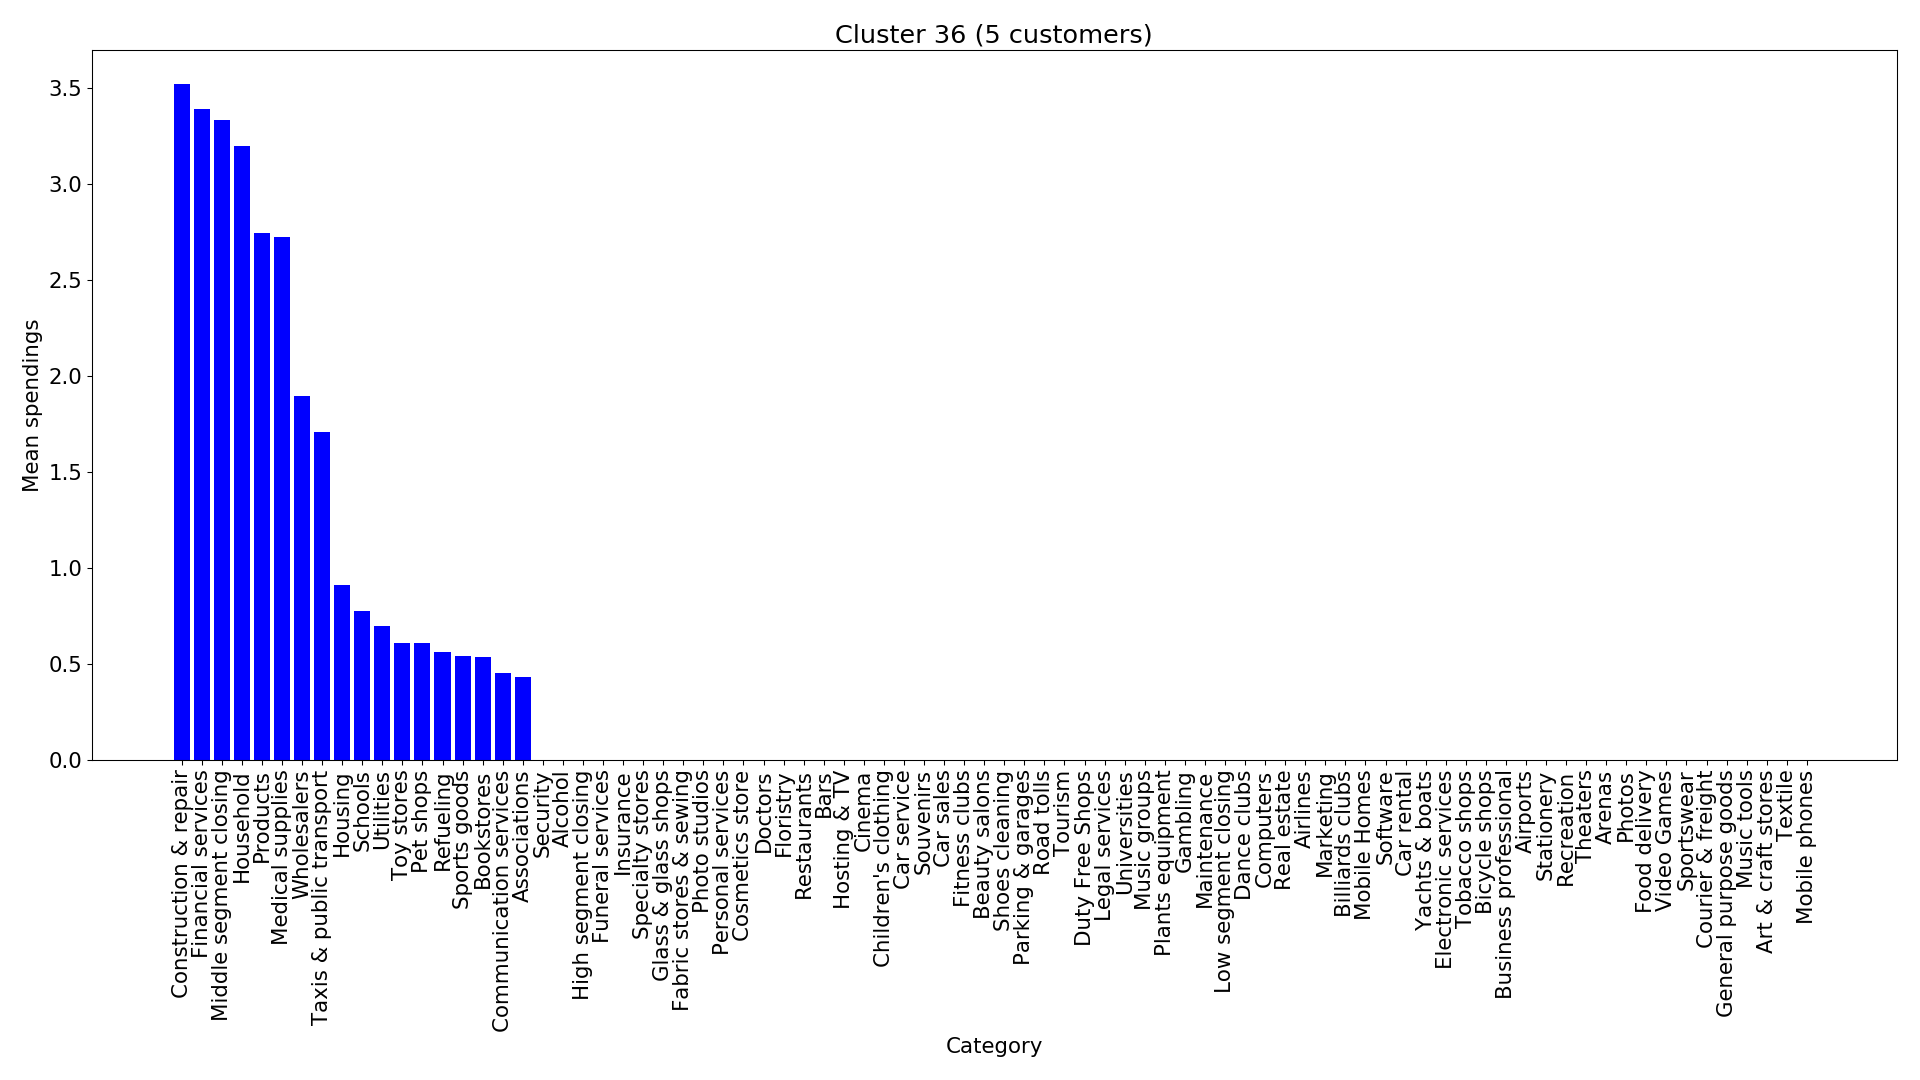 Cluster 36 (5 customers)
3.5
3.0
2.5
2.0
1.5
1.0
0.5
0.0
Mean spendings
Construction & repair
Financial services
Middle segment closing
Household
Products
Medical supplies
Wholesalers
Taxis & public transport
Housing
Schools
Utilities
Toy stores
Pet shops
Refueling
Sports goods
Bookstores
Communication services
Associations
Security
Alcohol
High segment closing
Funeral services
Insurance
Specialty stores
Glass & glass shops
Fabric stores & sewing
Photo studios
Personal services
Cosmetics store
Doctors
Floristry
Restaurants
Bars
Hosting & TV
Cinema
Children's clothing
Car service
Souvenirs
Car sales
Fitness clubs
Beauty salons
Shoes cleaning
Parking & garages
Road tolls
Tourism
Duty Free Shops
Legal services
Universities
Music groups
Plants equipment
Gambling
Maintenance
Low segment closing
Dance clubs
Computers
Real estate
Airlines
Marketing
Billiards clubs
Mobile Homes
Software
Car rental
Yachts & boats
Electronic services
Tobacco shops
Bicycle shops
Business professional
Airports
Stationery
Recreation
Theaters
Arenas
Photos
Food delivery
Video Games
Sportswear
Courier & freight
General purpose goods
Music tools
Art & craft stores
Textile
Mobile phones
Category